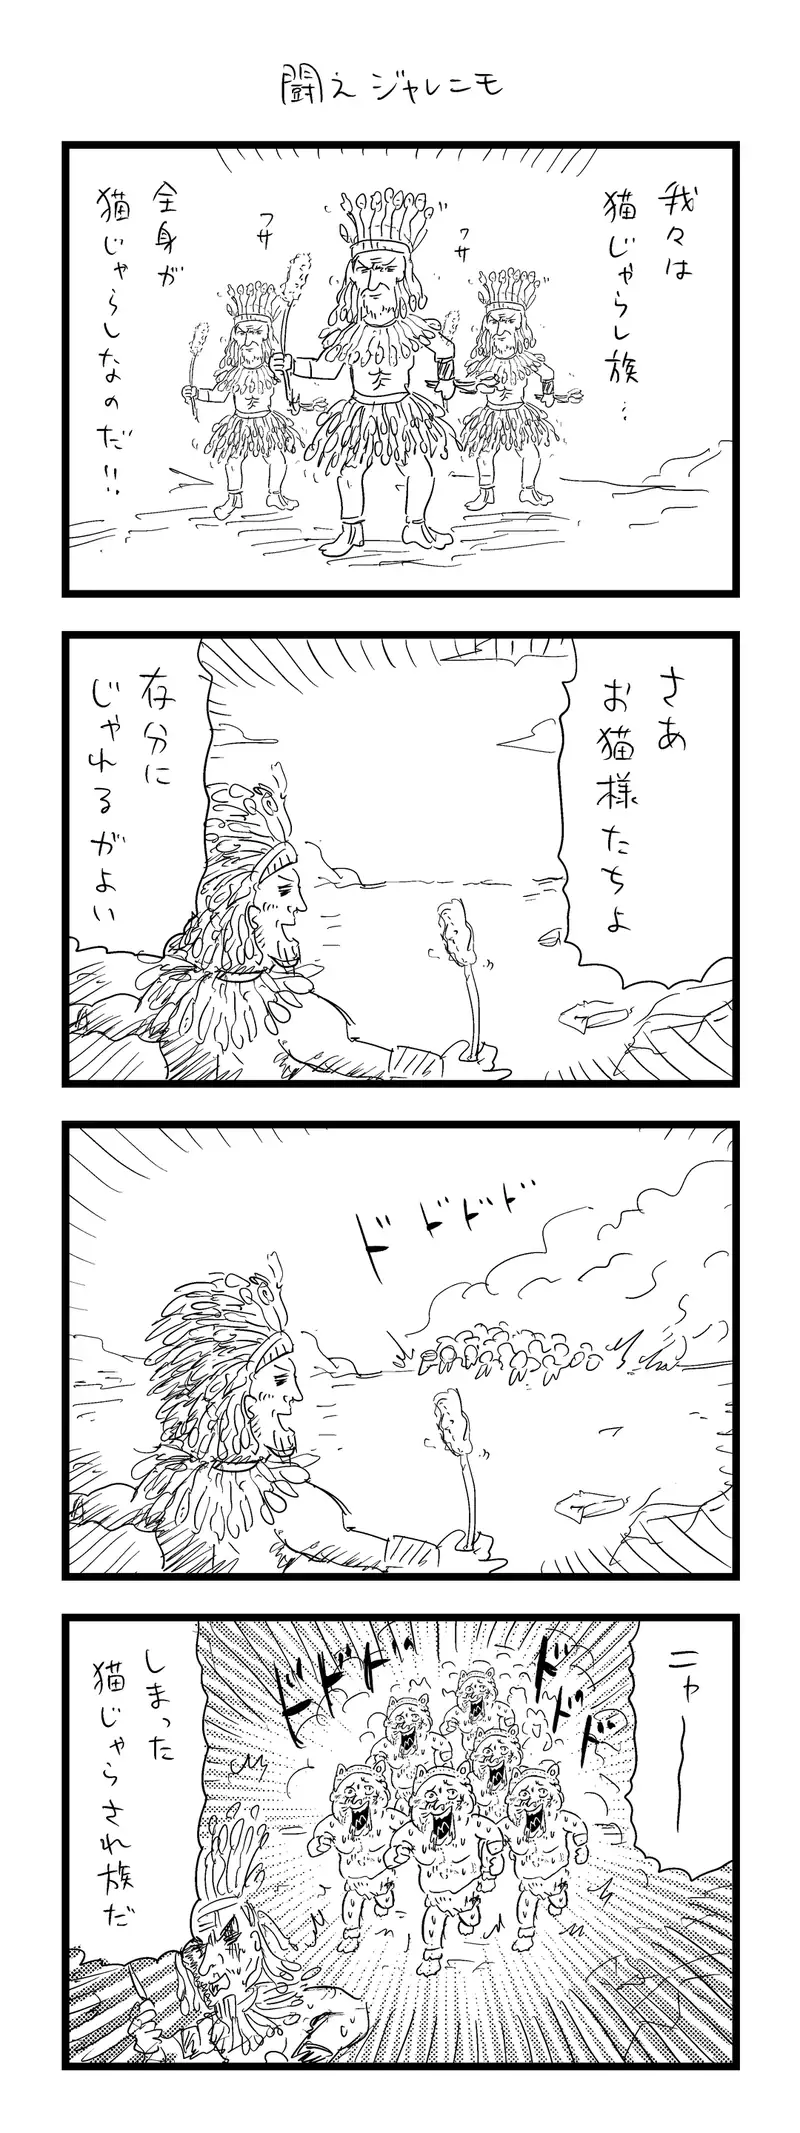 闘え ジャレニモ
我々は
猫じゃらし族…
フサ
フサ
全身が
猫じゃらしなのだ!!
さあ
お猫様たちよ
存分に
じゃれるがよい
ドドドド
ニャーー
ドドド
ドドド
しまった
猫じゃらされ族だ